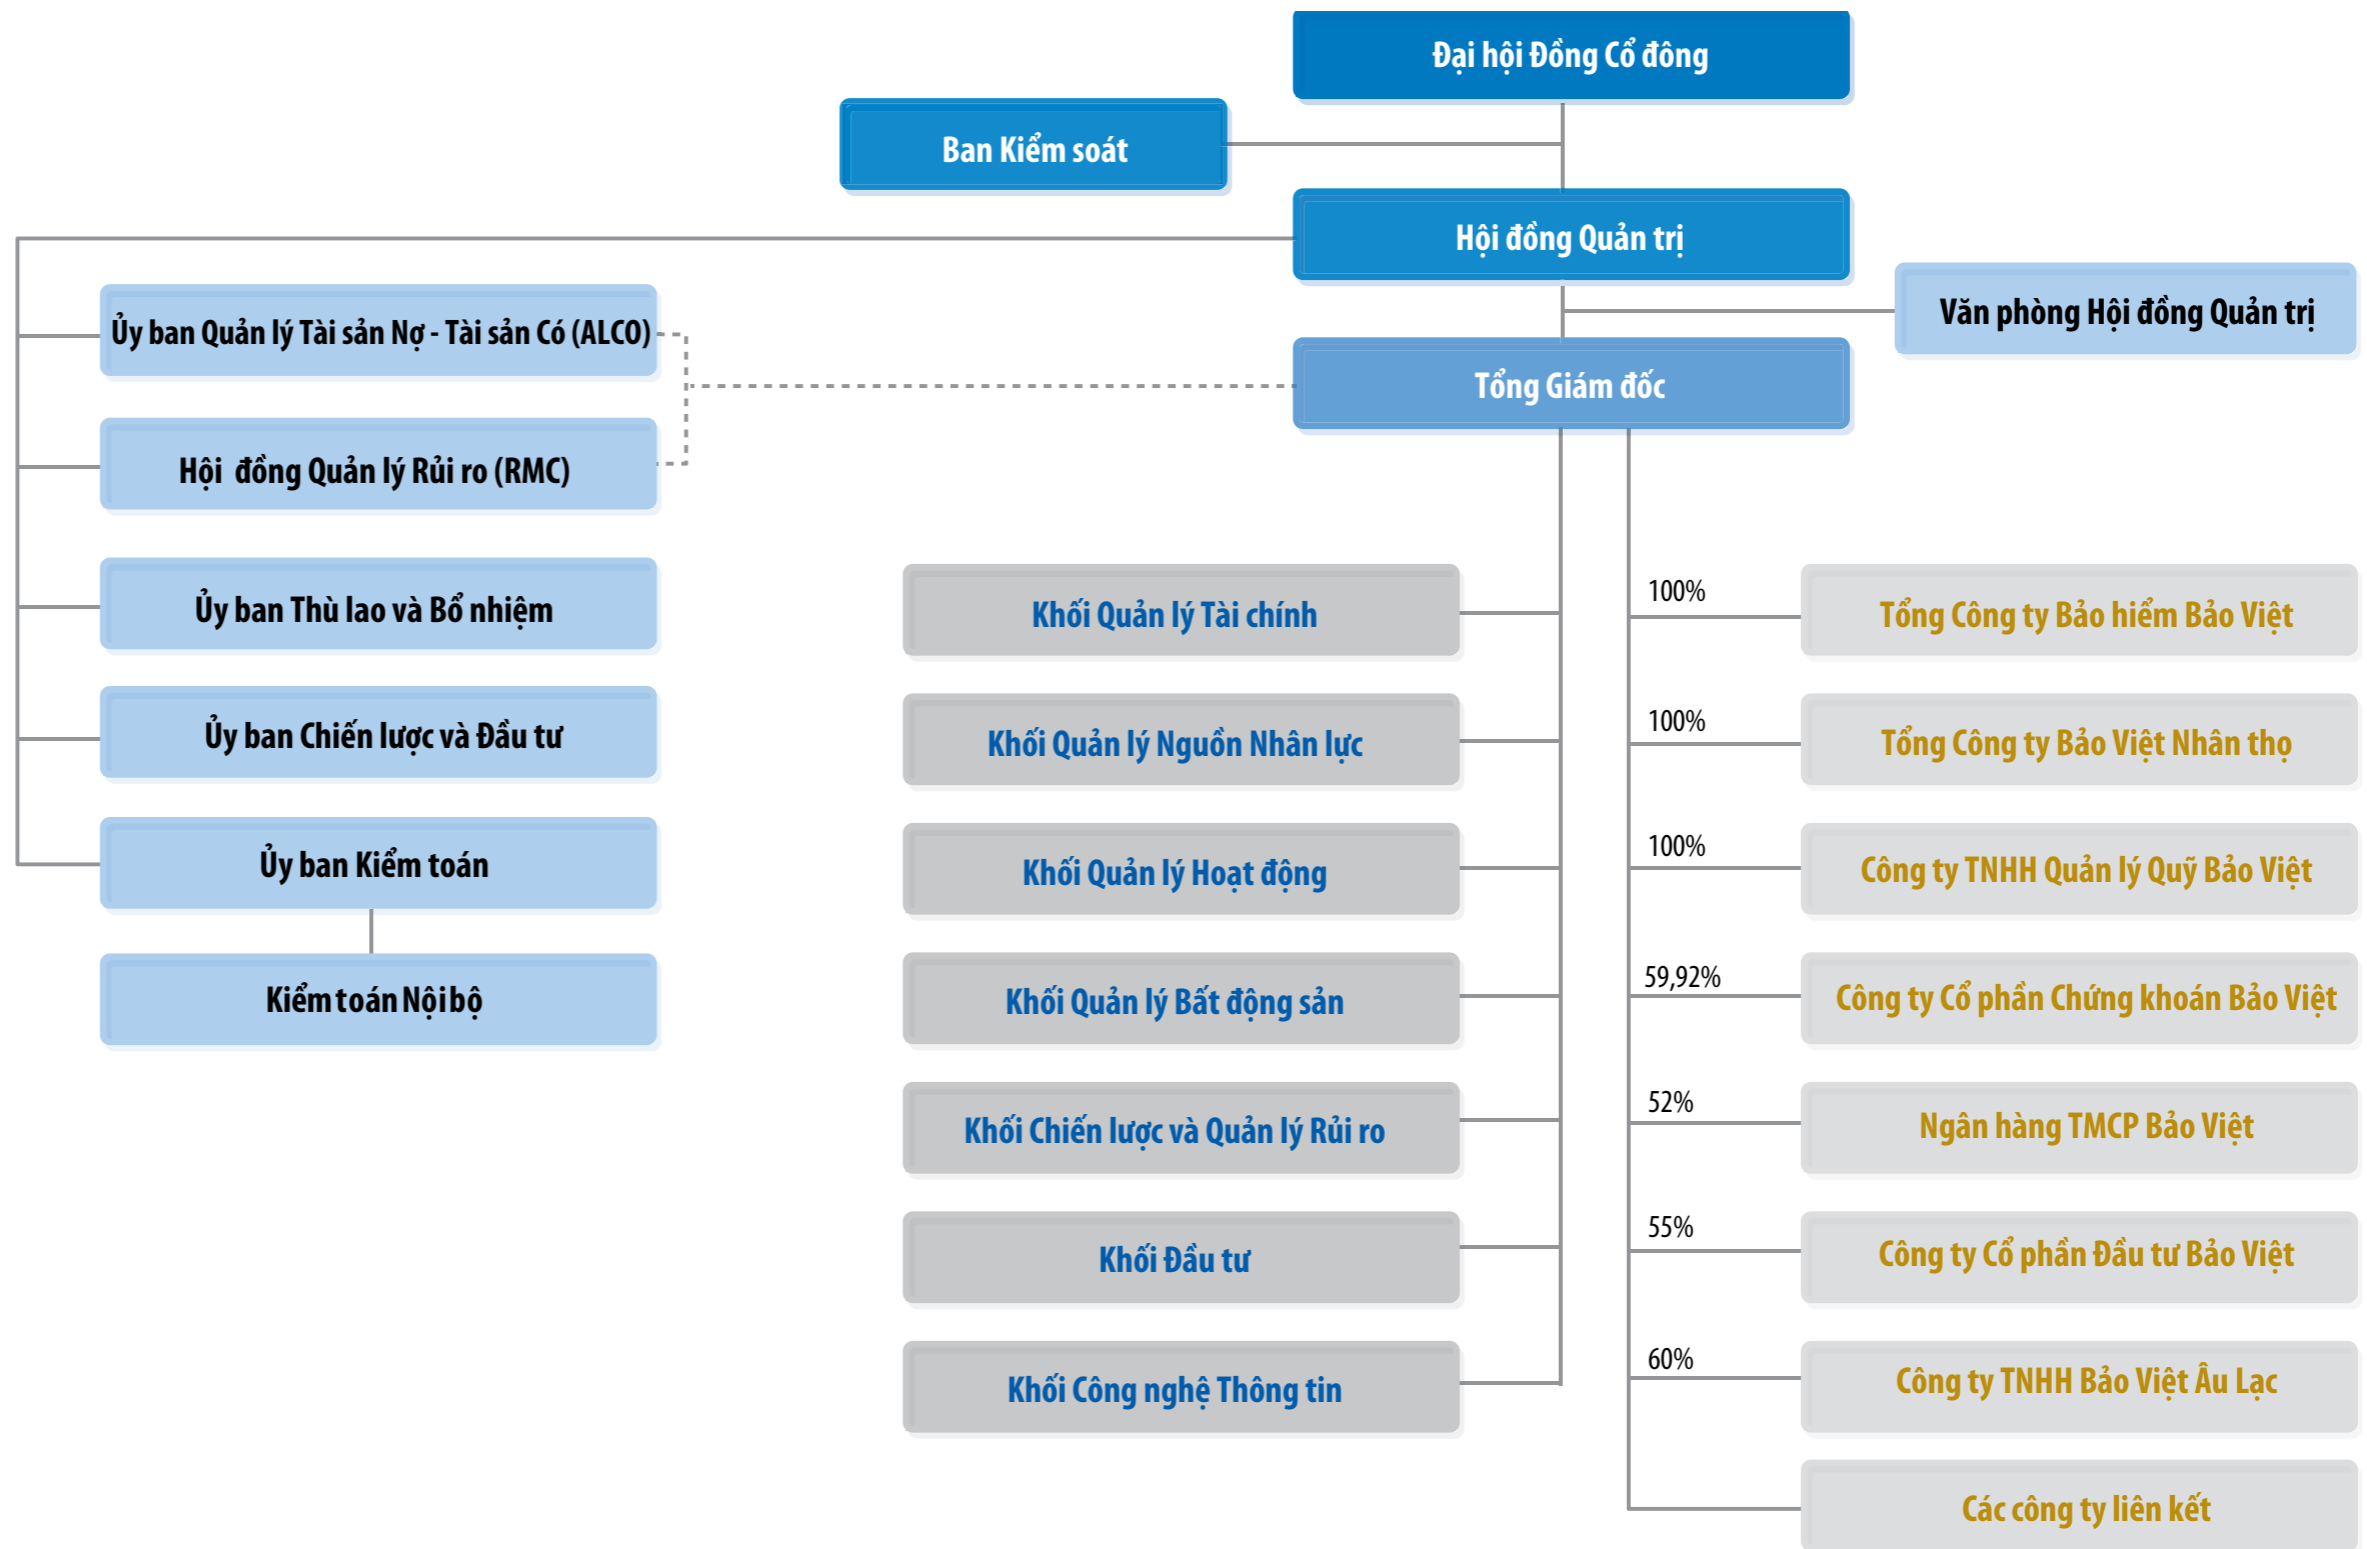 Đại hội Đồng Cổ đông
Ban Kiểm soát
Hội đồng Quản trị
Văn phòng Hội đồng Quản trị
Tổng Giám đốc
Ủy ban Quản lý Tài sản Nợ - Tài sản Có (ALCO)
Hội đồng Quản lý Rủi ro (RMC)
Ủy ban Thù lao và Bổ nhiệm
Ủy ban Chiến lược và Đầu tư
Ủy ban Kiểm toán
Kiểm toán Nội bộ
Khối Quản lý Tài chính
Khối Quản lý Nguồn Nhân lực
Khối Quản lý Hoạt động
Khối Quản lý Bất động sản
Khối Chiến lược và Quản lý Rủi ro
Khối Đầu tư
Khối Công nghệ Thông tin
100%
Tổng Công ty Bảo hiểm Bảo Việt
100%
Tổng Công ty Bảo Việt Nhân thọ
100%
Công ty TNHH Quản lý Quỹ Bảo Việt
59,92%
Công ty Cổ phần Chứng khoán Bảo Việt
52%
Ngân hàng TMCP Bảo Việt
55%
Công ty Cổ phần Đầu tư Bảo Việt
60%
Công ty TNHH Bảo Việt Âu Lạc
Các công ty liên kết